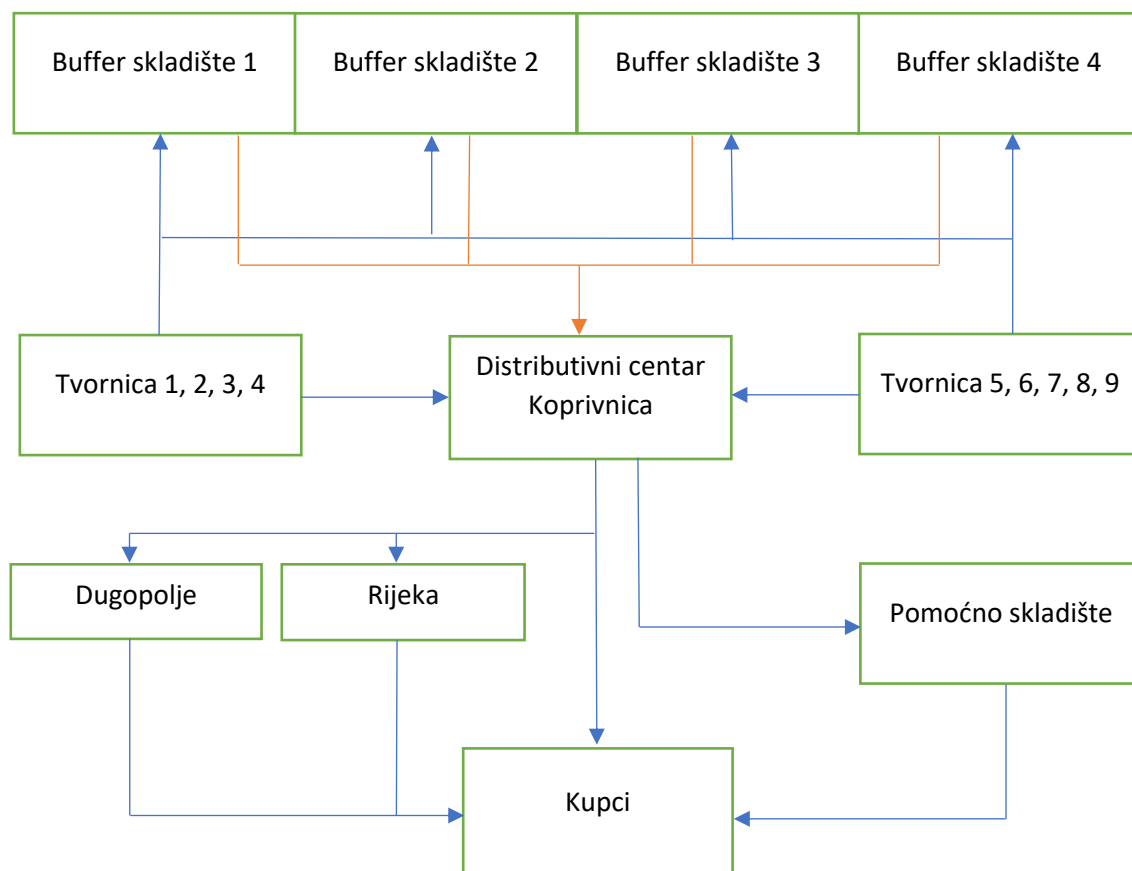 Buffer skladište 1
Buffer skladište 2
Buffer skladište 3
Buffer skladište 4
Tvornica 1, 2, 3, 4
Distributivni centar
Koprivnica
Tvornica 5, 6, 7, 8, 9
Dugopolje
Rijeka
Pomoćno skladište
Kupci